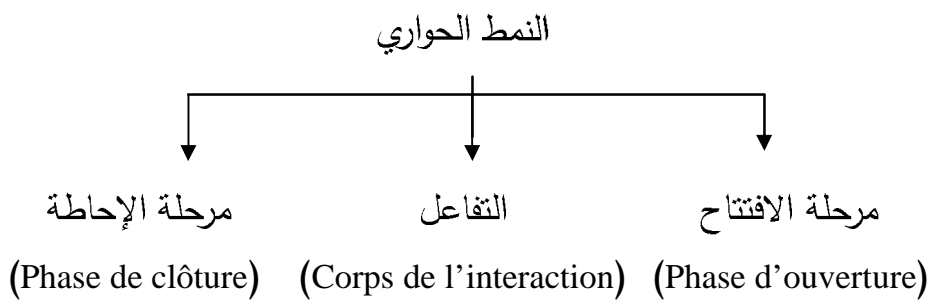 النمط الحواري
مرحلة الافتتاح التفاعل مرحلة الإحاطة
(Phase de clôture) (Corps de l’interaction) (Phase d’ouverture)